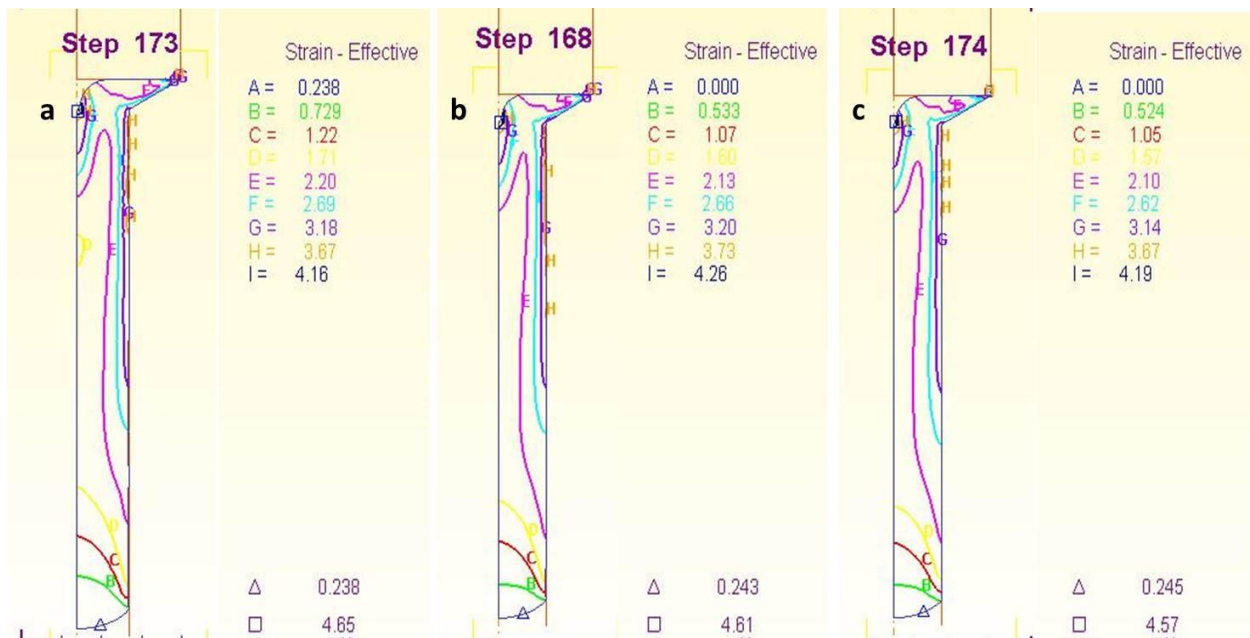 a
Step 173
Strain - Effective
A = 0.238
B = 0.729
C = 1.22
D = 1.71
E = 2.20
F = 2.69
G = 3.18
H = 3.67
I = 4.16
D
E
G
H
H
H
H
D
C
B
△ 0.238
□ 4.65
b
Step 168
Strain - Effective
A = 0.000
B = 0.533
C = 1.07
D = 1.60
E = 2.13
F = 2.66
G = 3.20
H = 3.73
I = 4.26
H
G
H
E
H
D
C
B
△ 0.243
□ 4.61
c
Step 174
Strain - Effective
A = 0.000
B = 0.524
C = 1.05
D = 1.57
E = 2.10
F = 2.62
G = 3.14
H = 3.67
I = 4.19
H
H
H
H
G
E
D
C
B
△ 0.245
□ 4.57